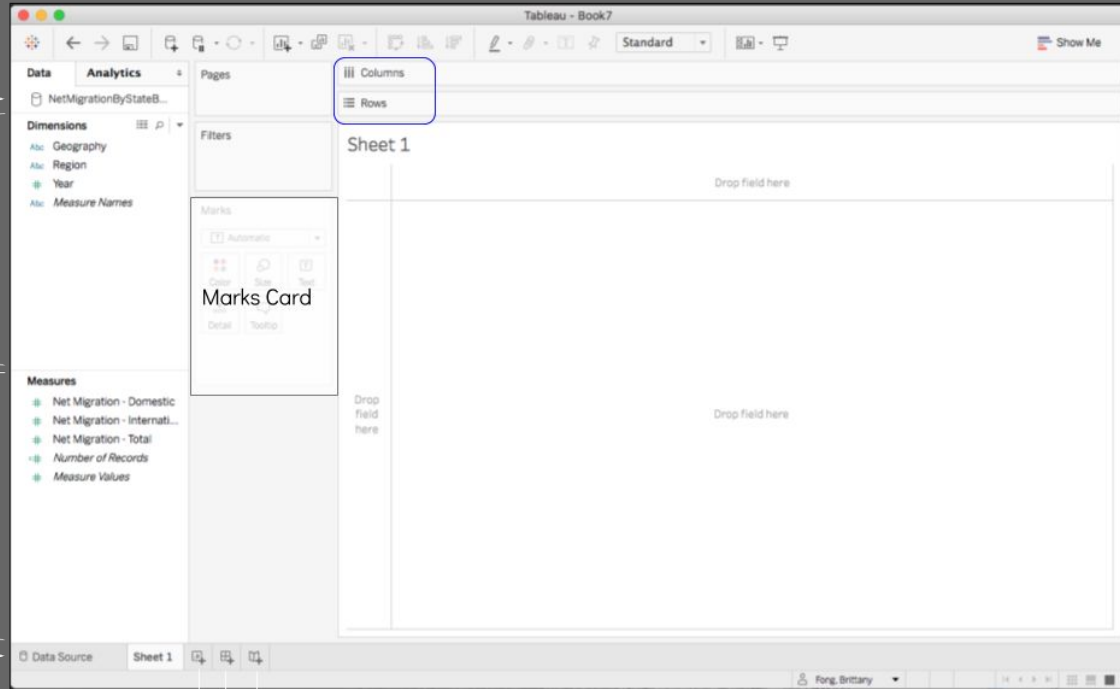 Tableau - Book7
Standard
Show Me
Data Analytics
NetMigrationByStateB...
Dimensions
Abc Geography
Abc Region
# Year
Abc Measure Names
Measures
# Net Migration - Domestic
# Net Migration - Internati...
# Net Migration - Total
=# Number of Records
# Measure Values
Pages
Filters
Marks
Automatic
Color Size Text
Marks Card
Detail Tooltip
Columns
Rows
Sheet 1
Drop field here
Drop
field
here
Drop field here
Data Source Sheet 1
Fong, Brittany